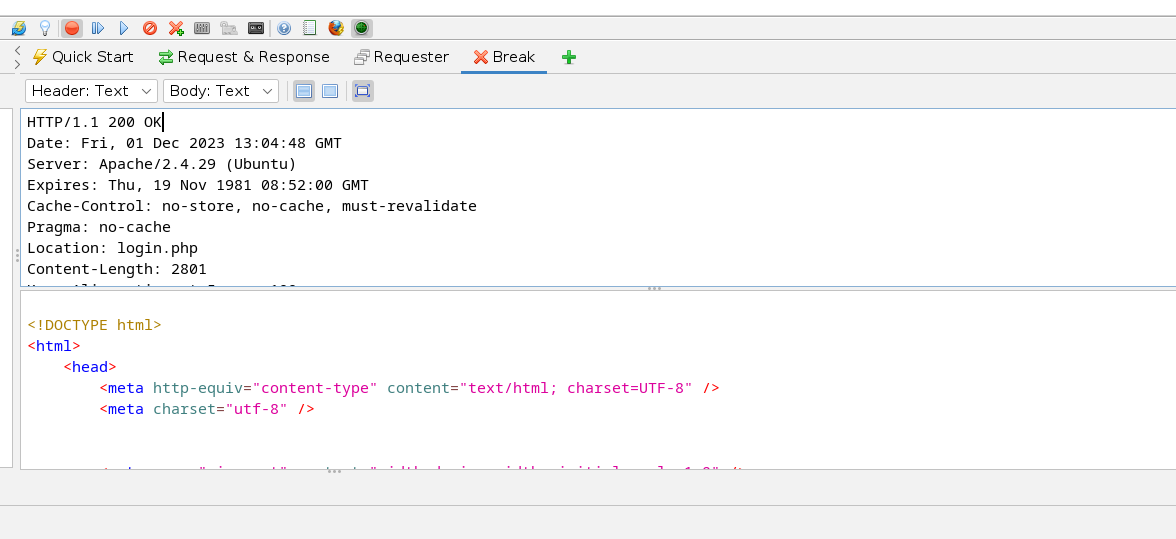 Quick Start Request & Response Requester Break
Header: Text Body: Text
HTTP/1.1 200 OK
Date: Fri, 01 Dec 2023 13:04:48 GMT
Server: Apache/2.4.29 (Ubuntu)
Expires: Thu, 19 Nov 1981 08:52:00 GMT
Cache-Control: no-store, no-cache, must-revalidate
Pragma: no-cache
Location: login.php
Content-Length: 2801
<!DOCTYPE html>
<html>
<head>
<meta http-equiv="content-type" content="text/html; charset=UTF-8" />
<meta charset="utf-8" />